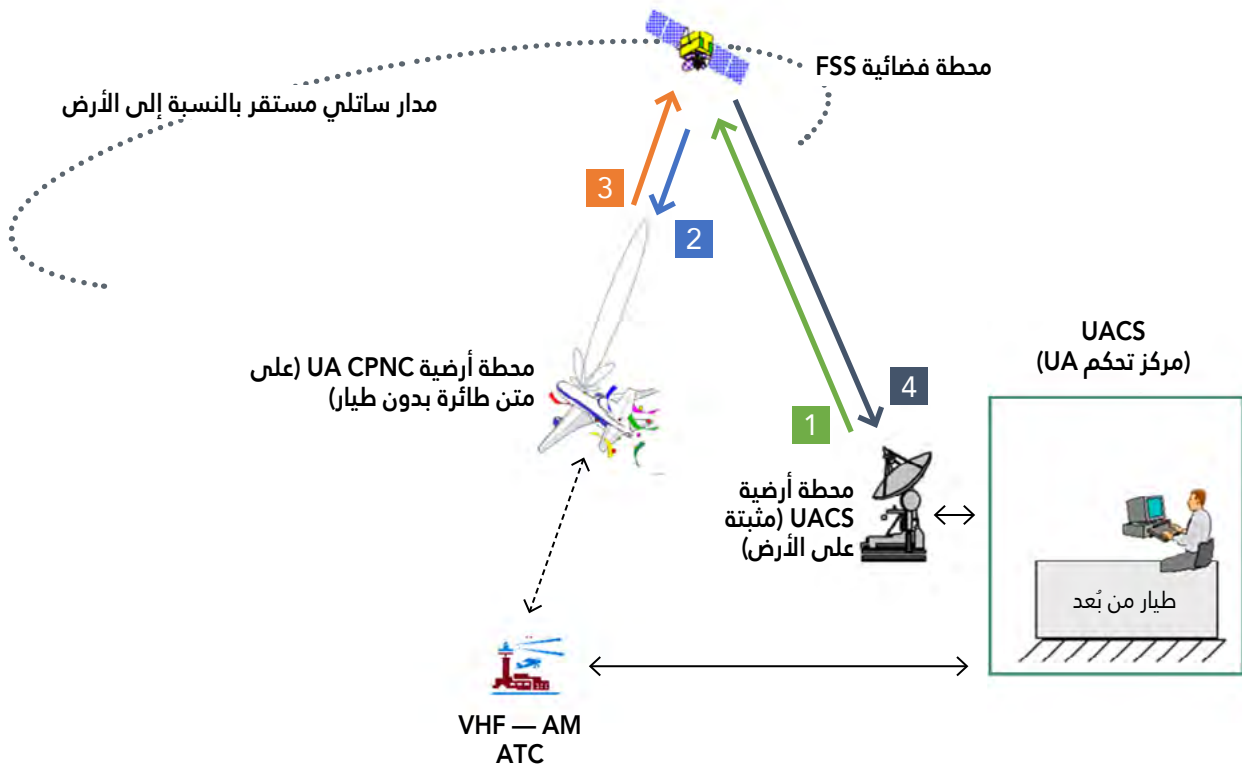 محطة فضائية FSS
مدار ساتلي مستقر بالنسبة إلى الأرض
3
2
UACS
(مركز تحكم UA)
محطة أرضية UA CPNC (على
متن طائرة بدون طيار)
4
1
محطة أرضية
UACS (مثبتة
على الأرض)
طيار من بُعد
VHF — AM
ATC